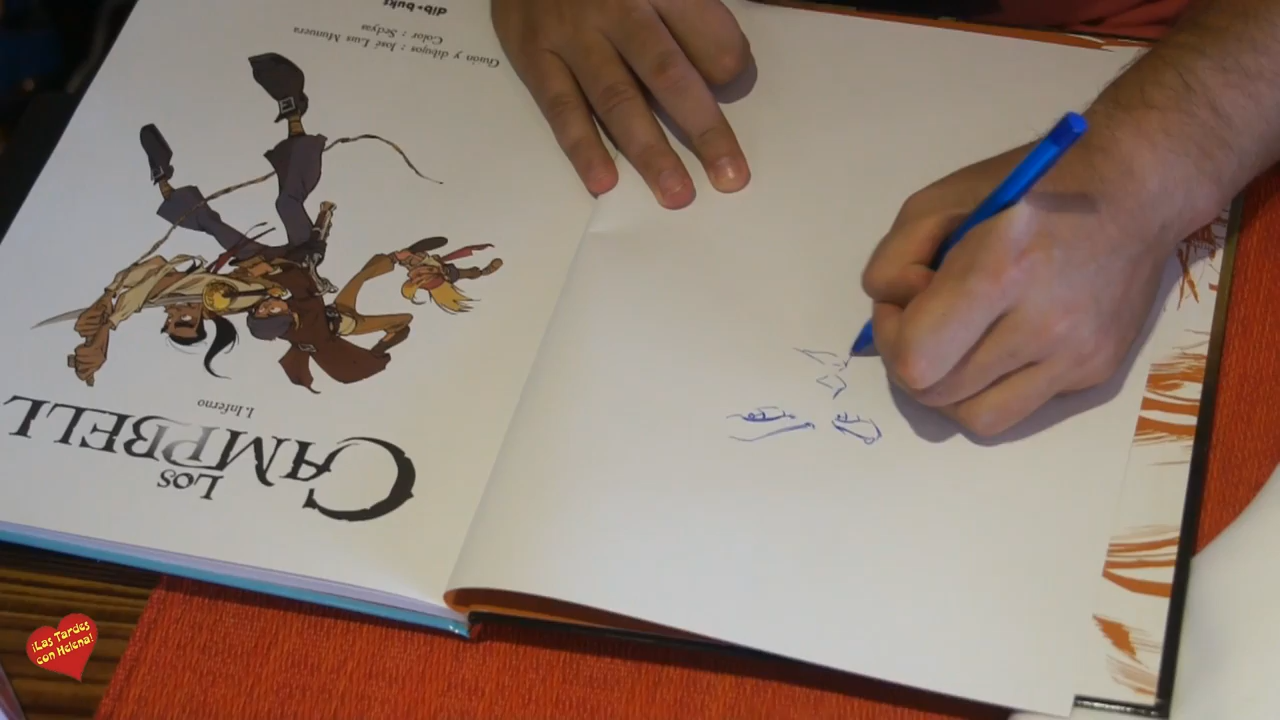 LOS
CAMPBELL
1. Inferno
Guión y dibujos : José Luis Munuera
Color : Sedyas
dib•buks
¡Las Tardes
con Helena!